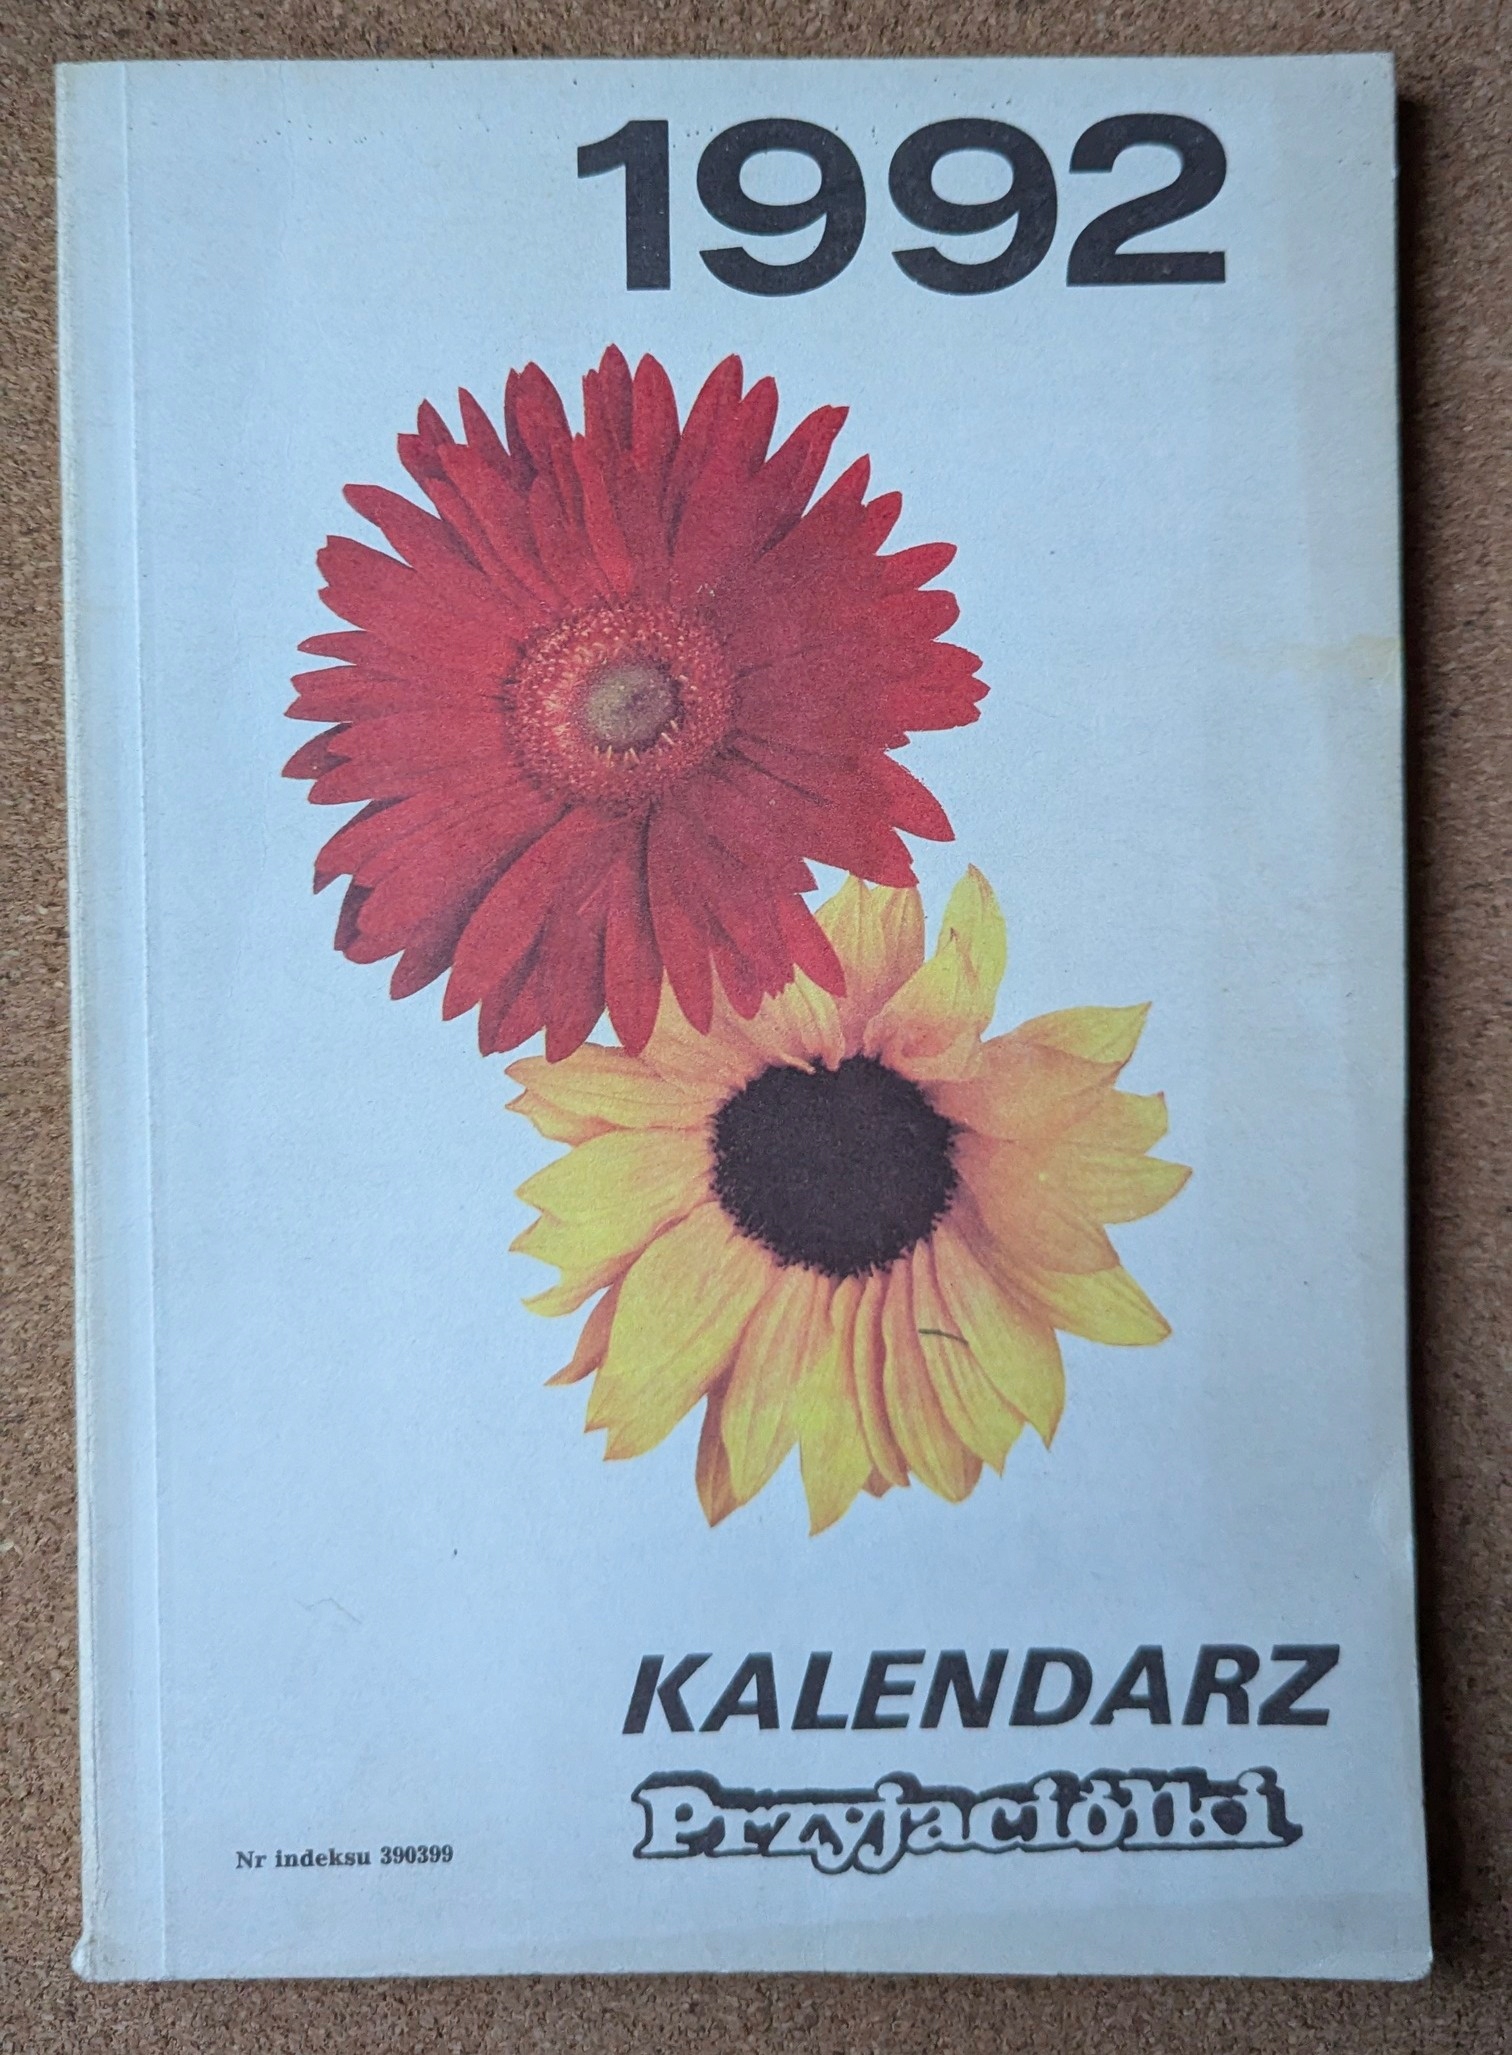 1992
KALENDARZ
Przyjaciółki
Nr indeksu 390399